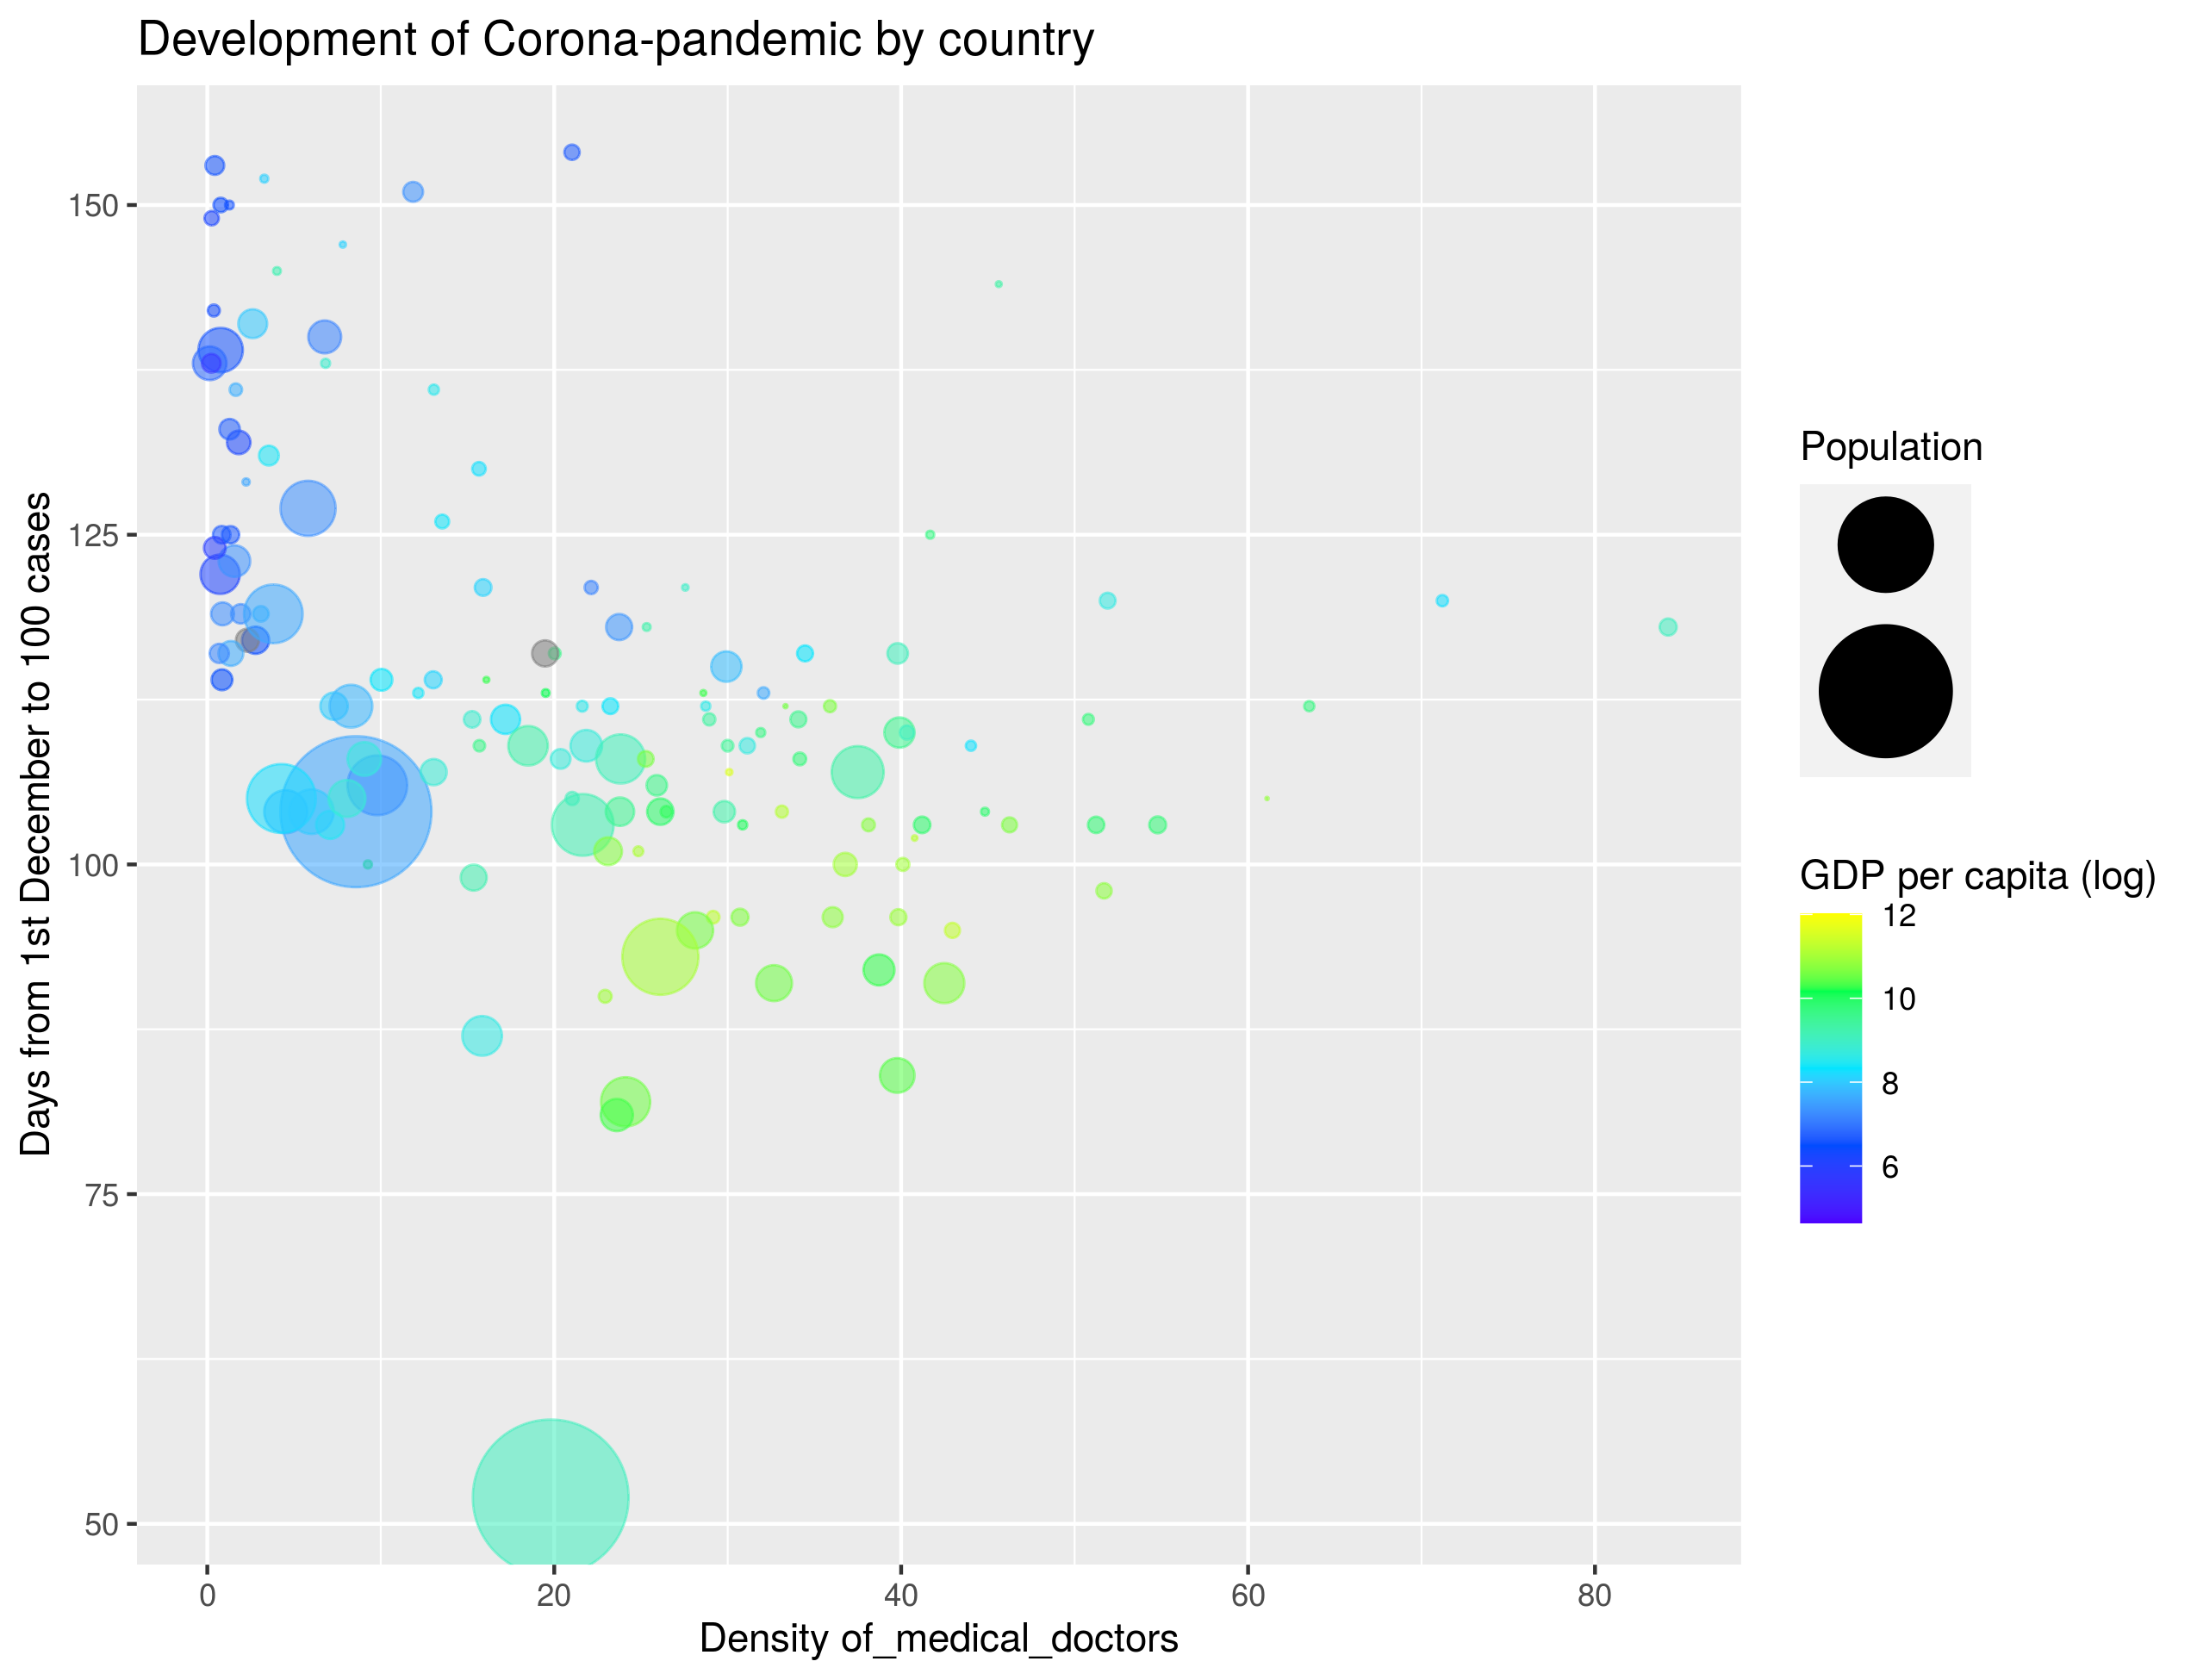 Development of Corona-pandemic by country
Days from 1st December to 100 cases
150
125
100
75
50
0
20
40
60
80
Density of_medical_doctors
Population
GDP per capita (log)
12
10
8
6